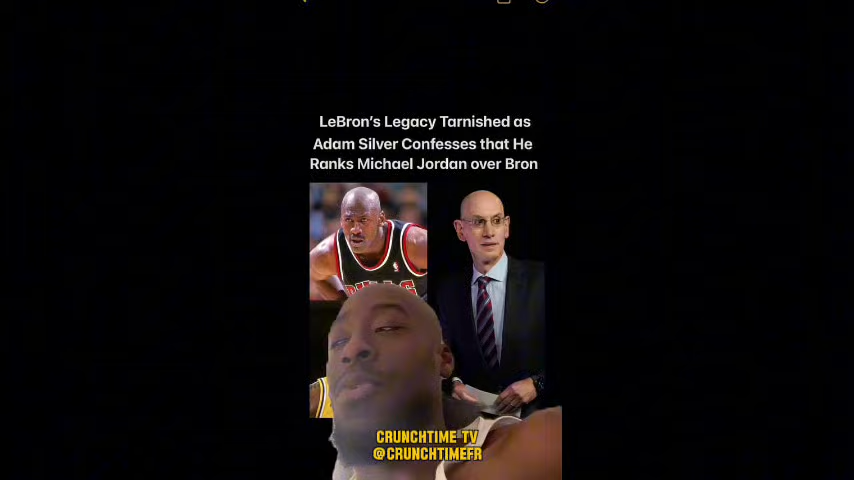 LeBron's Legacy Tarnished as
Adam Silver Confesses that He
Ranks Michael Jordan over Bron
CRUNCHTIME TV
@CRUNCHTIMEFR